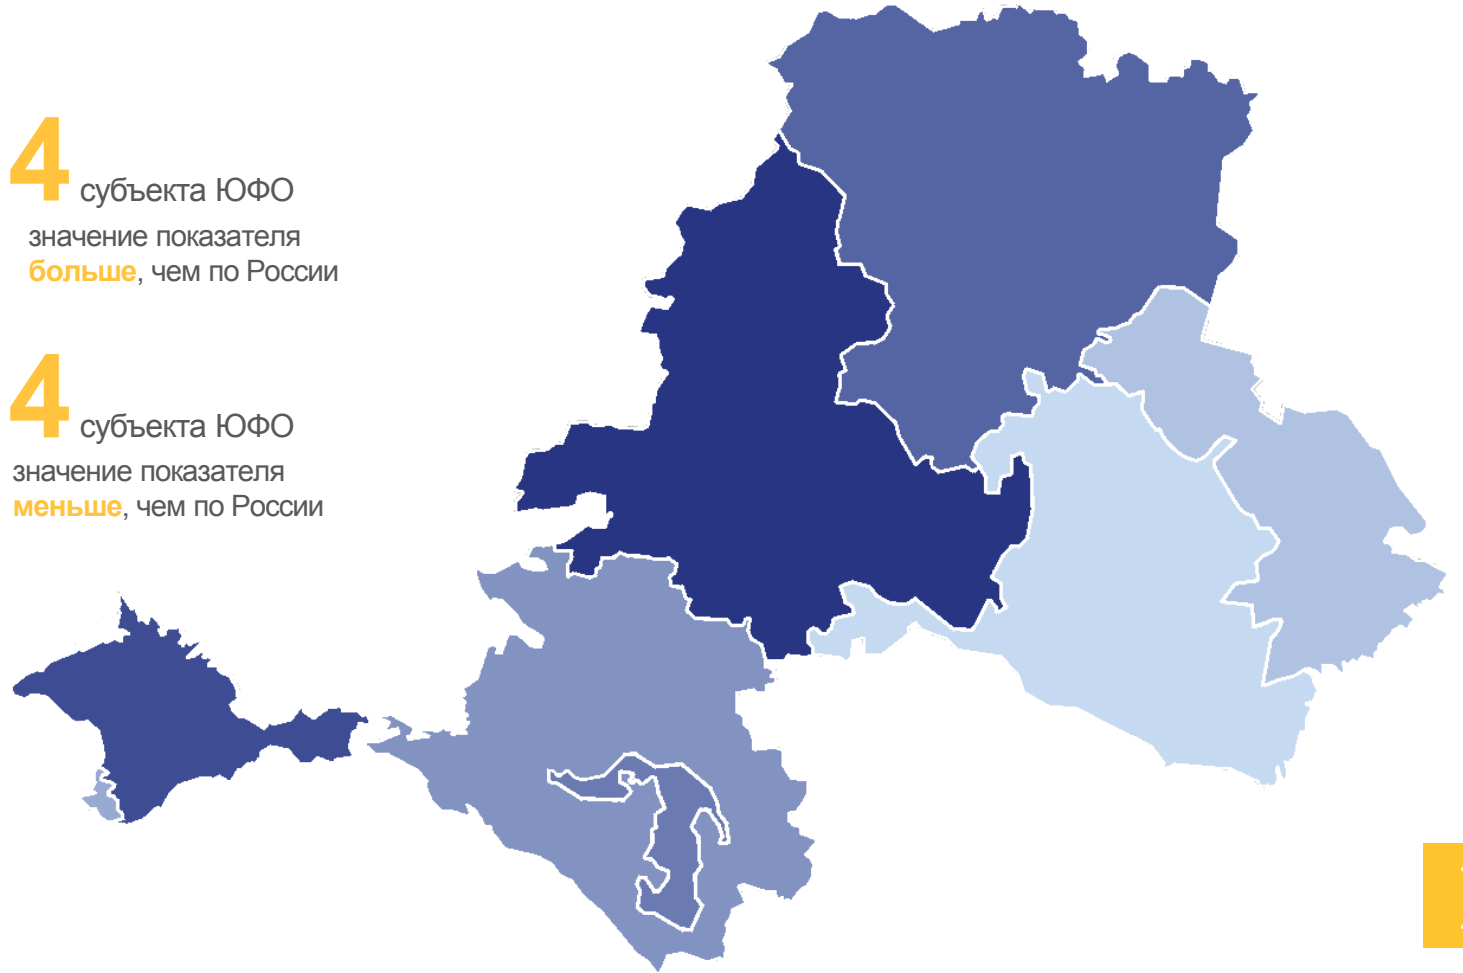 4 субъекта ЮФО
значение показателя
больше, чем по России
4 субъекта ЮФО
значение показателя
меньше, чем по России